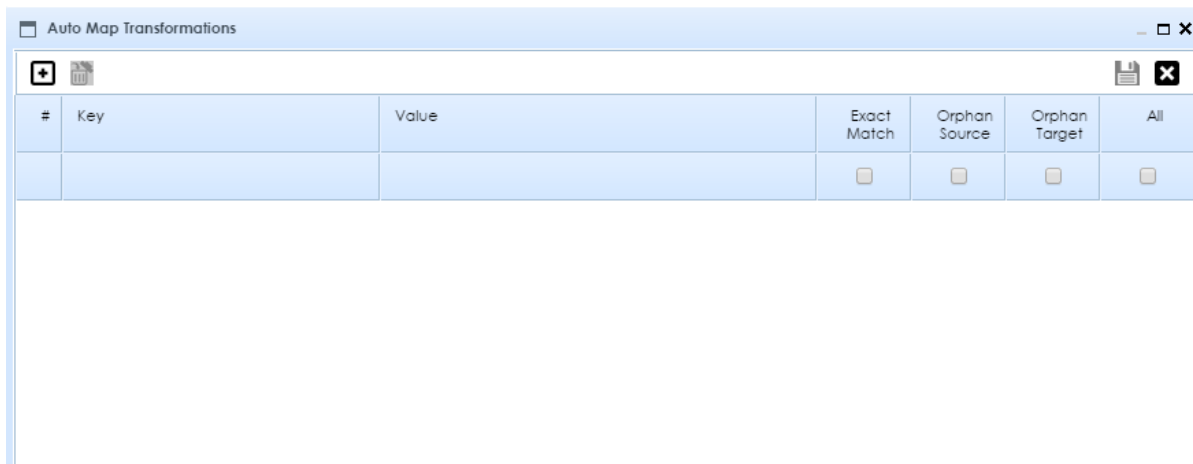 Auto Map Transformations
# Key Value Exact Match Orphan Source Orphan Target All